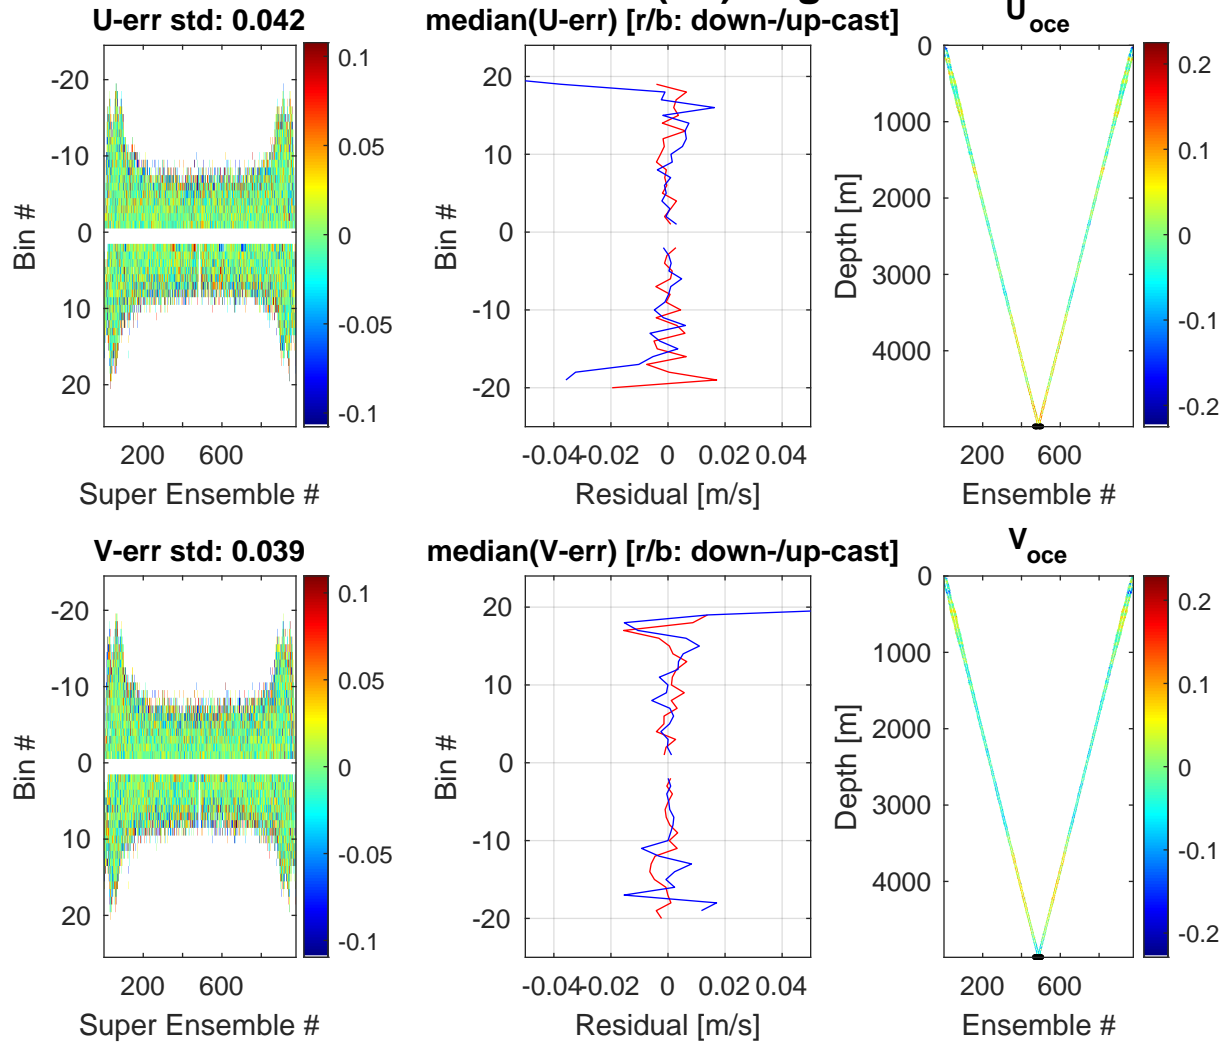 U-err std: 0.042
-20
-10
0
10
20
200 600
Bin #
Super Ensemble #
0.1
0.05
0
-0.05
-0.1
median(U-err) [r/b: down-/up-cast]
20
10
0
-10
-20
-0.04 -0.02 0 0.02 0.04
Bin #
Residual [m/s]
U_oce
0
1000
2000
3000
4000
200 600
Depth [m]
Ensemble #
0.2
0.1
0
-0.1
-0.2
V-err std: 0.039
-20
-10
0
10
20
200 600
Bin #
Super Ensemble #
0.1
0.05
0
-0.05
-0.1
median(V-err) [r/b: down-/up-cast]
20
10
0
-10
-20
-0.04 -0.02 0 0.02 0.04
Bin #
Residual [m/s]
V_oce
0
1000
2000
3000
4000
200 600
Depth [m]
Ensemble #
0.2
0.1
0
-0.1
-0.2